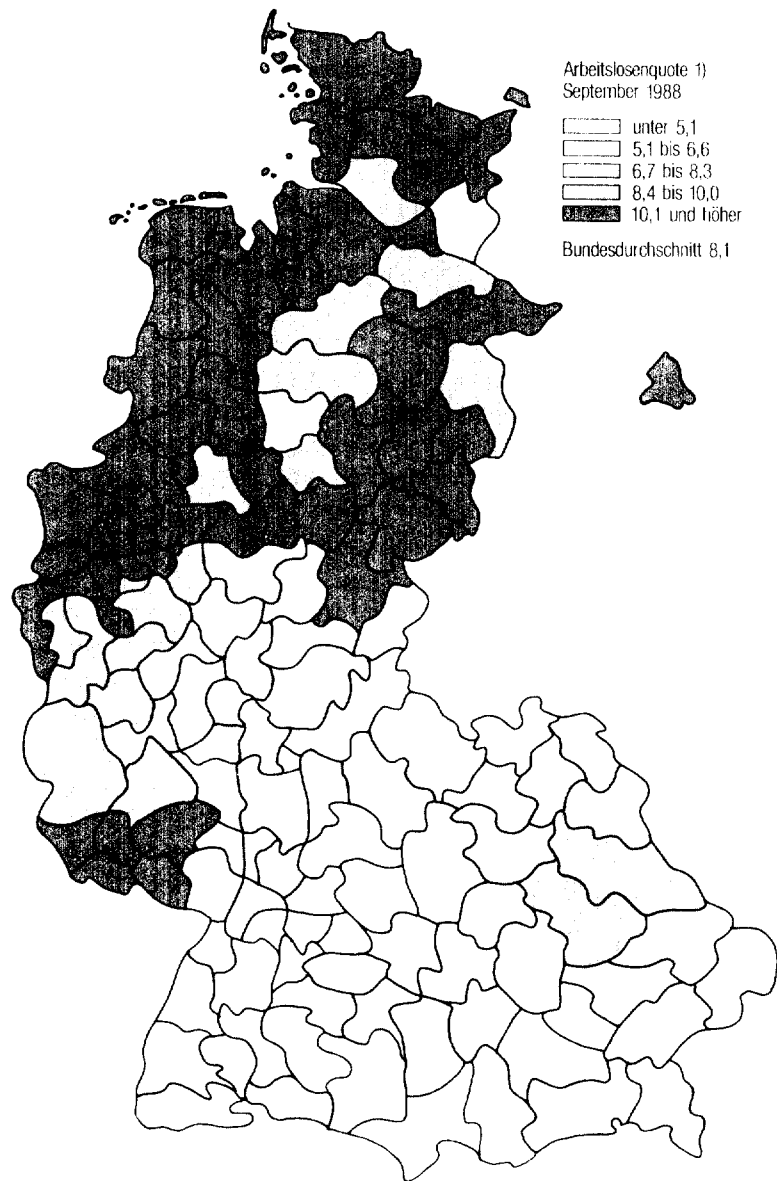 Arbeitslosenquote 1)
September 1988
unter 5,1
5,1 bis 6,6
6,7 bis 8,3
8,4 bis 10,0
10,1 und höher
Bundesdurchschnitt 8,1